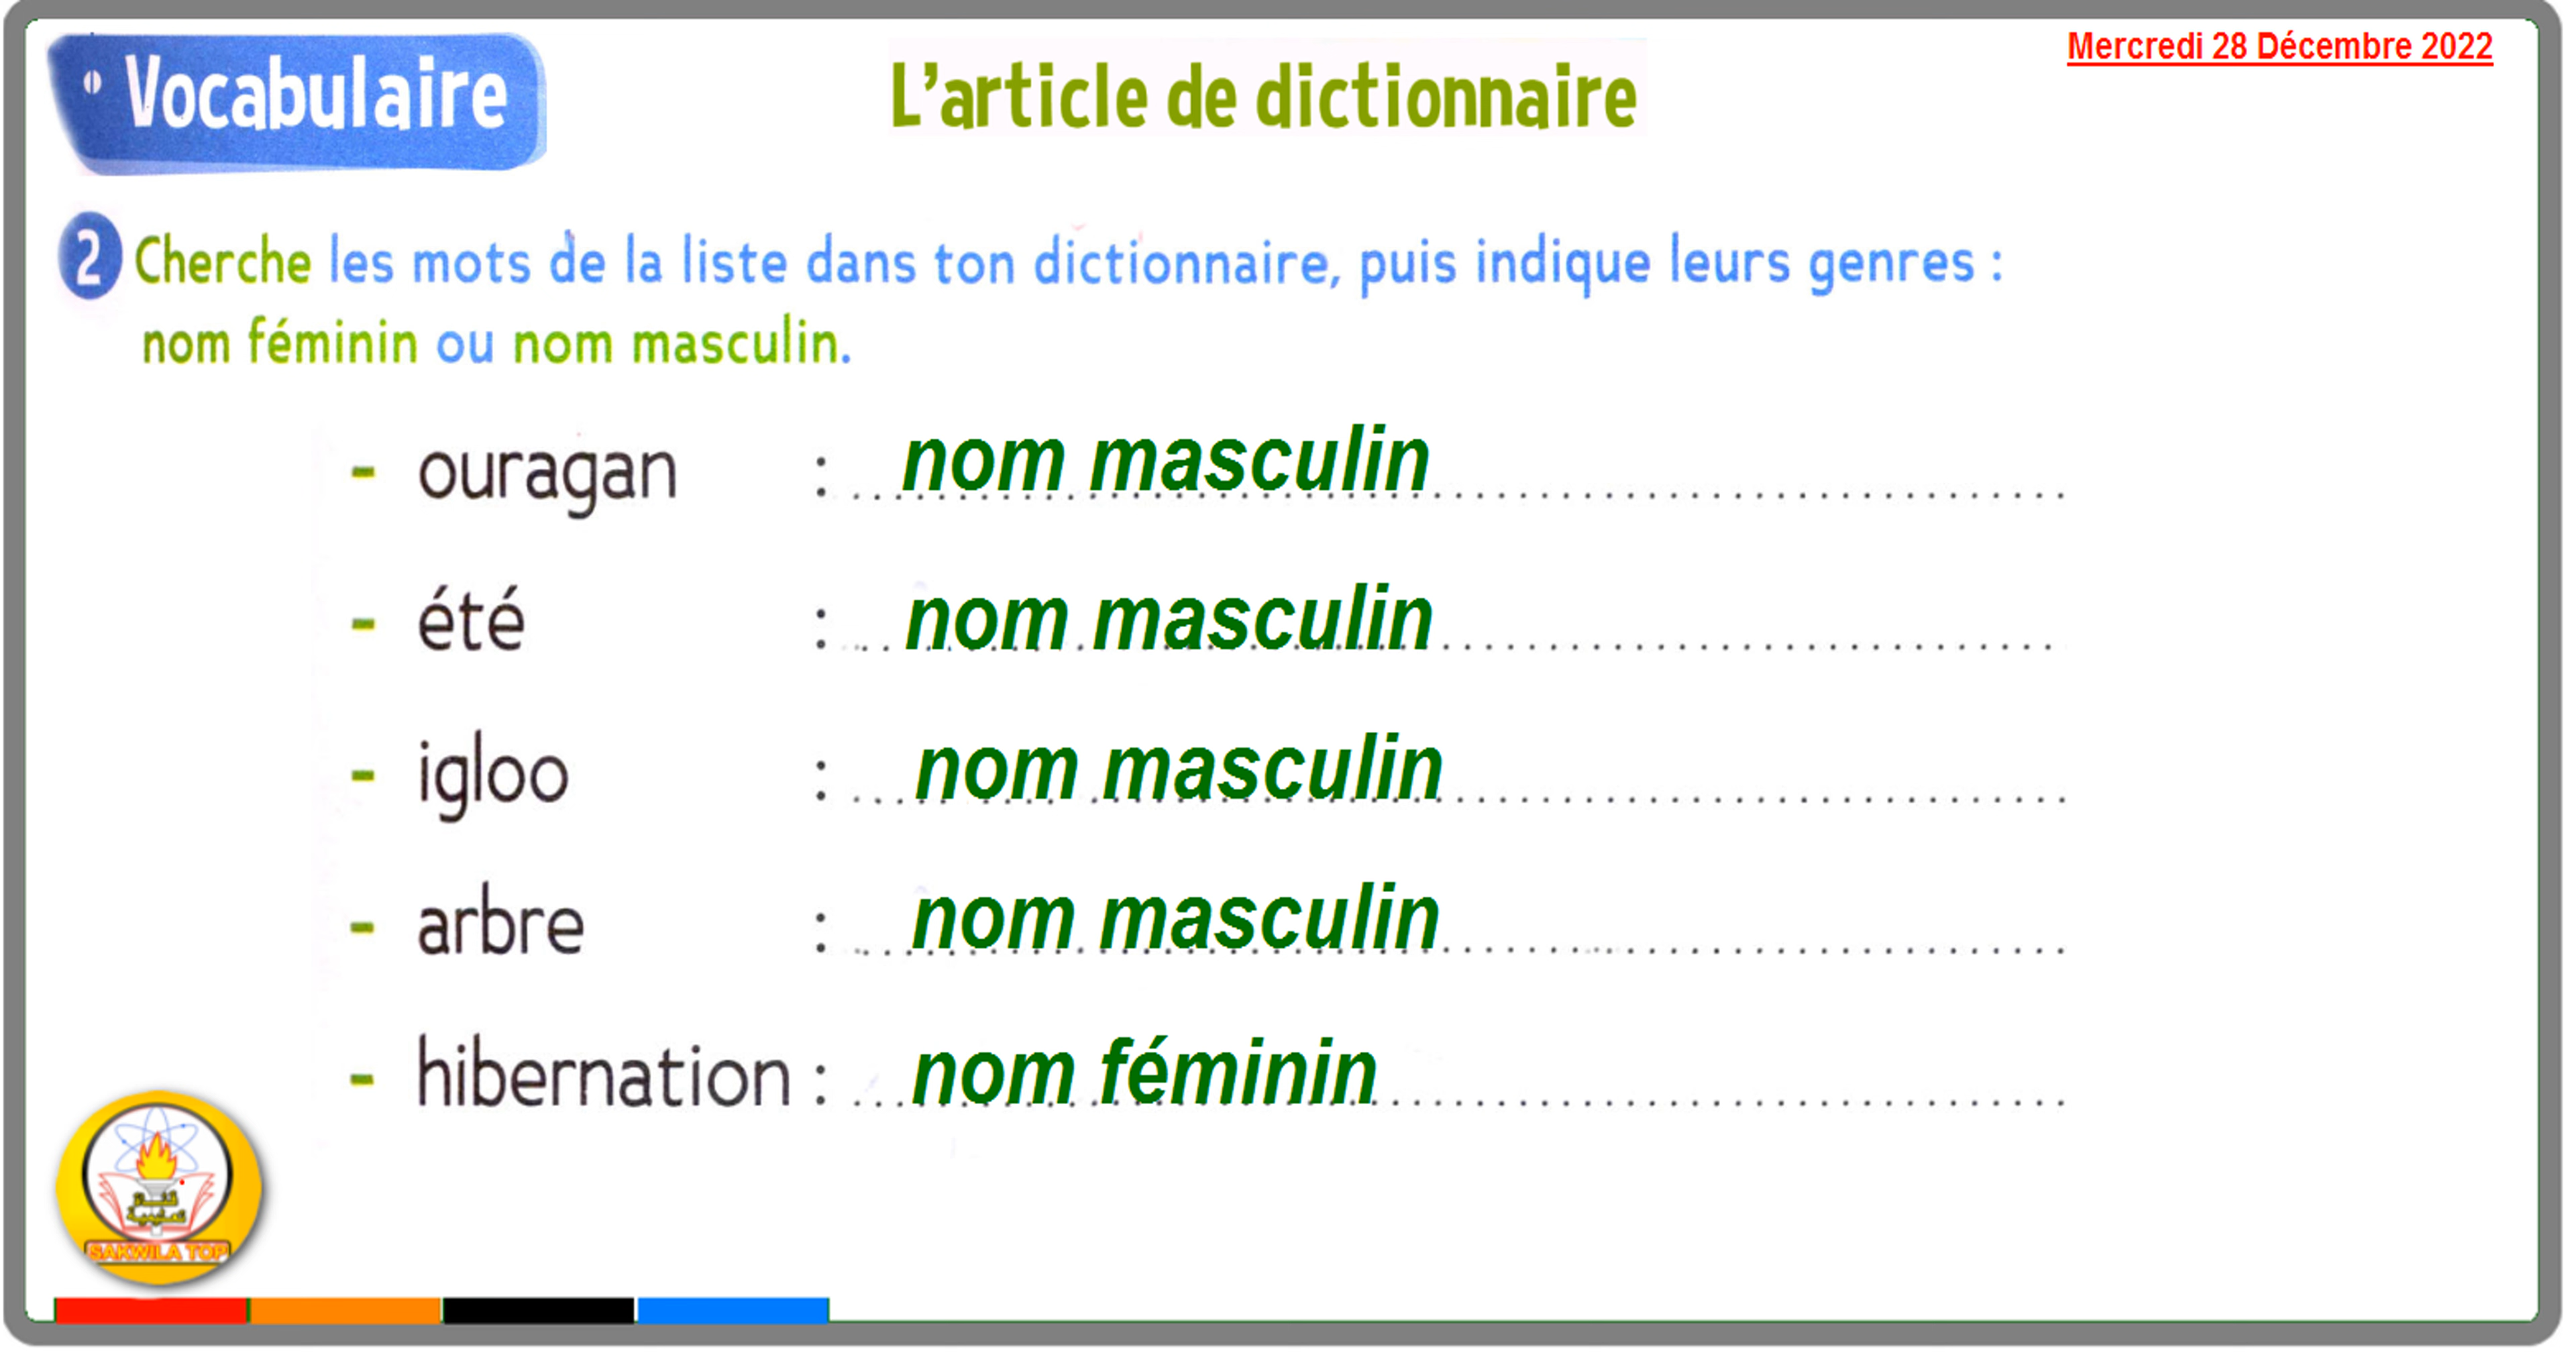 Mercredi 28 Décembre 2022
Vocabulaire
L'article de dictionnaire
2 Cherche les mots de la liste dans ton dictionnaire, puis indique leurs genres :
nom féminin ou nom masculin.
- ouragan : nom masculin
- été : nom masculin
- igloo : nom masculin
- arbre : nom masculin
- hibernation : nom féminin
SAKWILA TOP